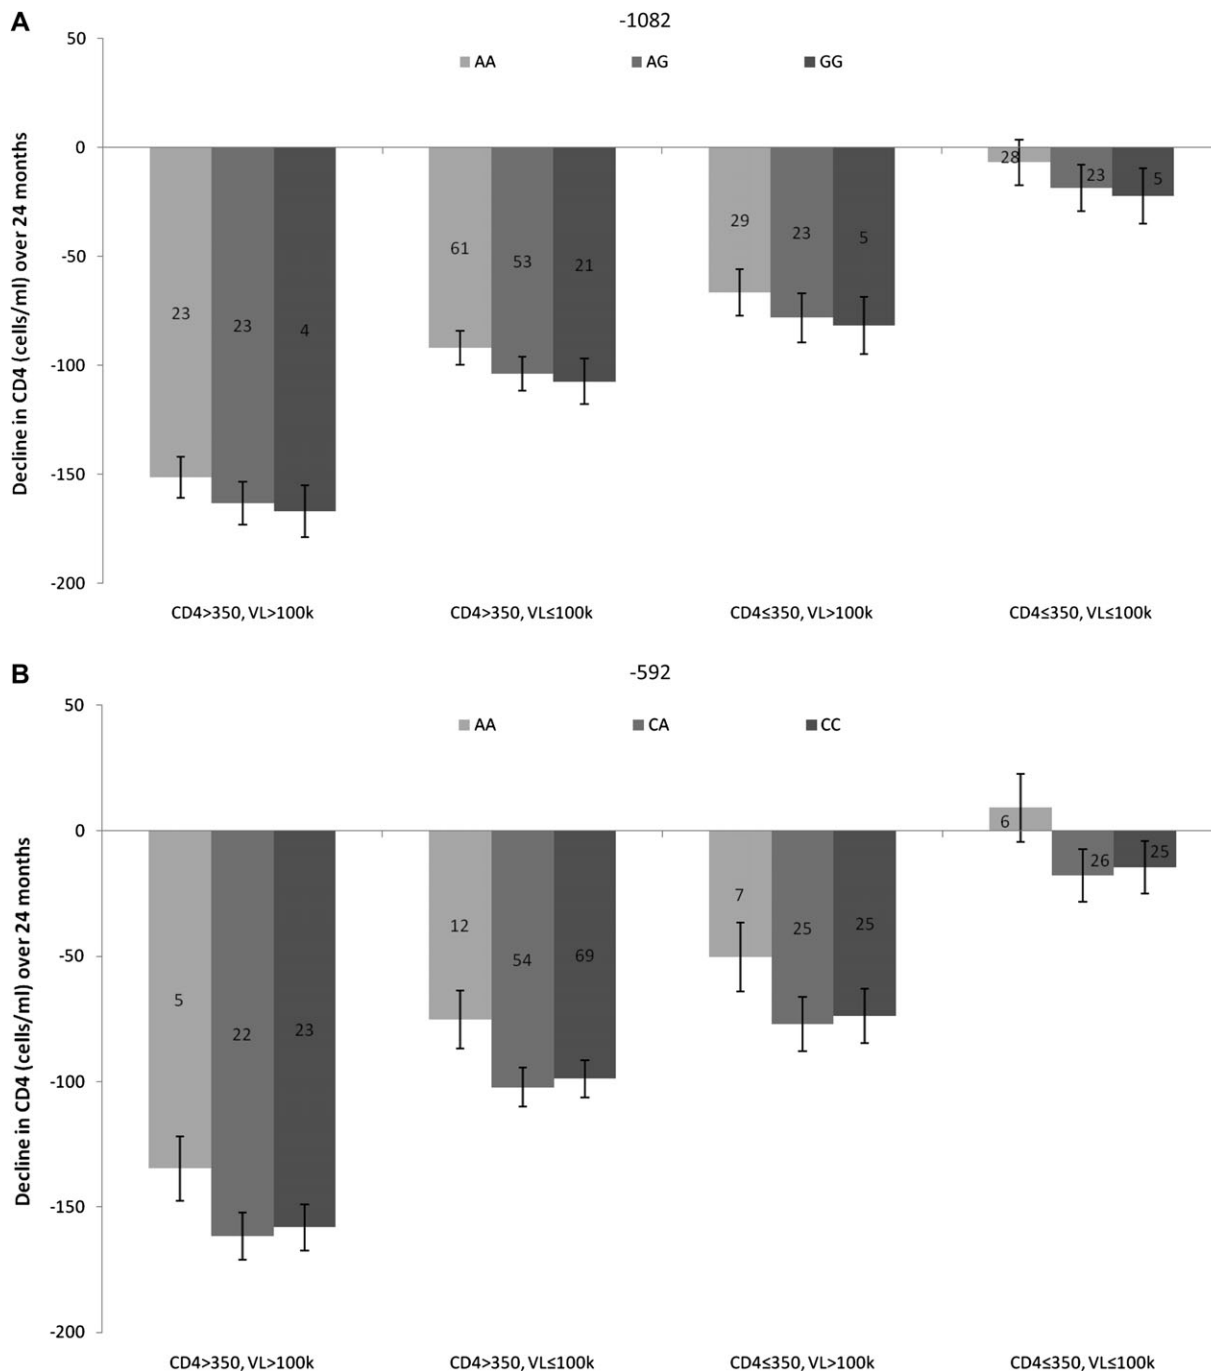 A
-1082
50
AA AG GG
0
28 23 5
-50
61 53 21
29 23 5
23 23 4
-100
-150
-200
Decline in CD4 (cells/ml) over 24 months
CD4>350, VL>100k CD4>350, VL≤100k CD4≤350, VL>100k CD4≤350, VL≤100k
B
-592
50
AA CA CC
0
6 26 25
7 25 25
-50
12 54 69
5 22 23
-100
-150
-200
Decline in CD4 (cells/ml) over 24 months
CD4>350, VL>100k CD4>350, VL≤100k CD4≤350, VL>100k CD4≤350, VL≤100k